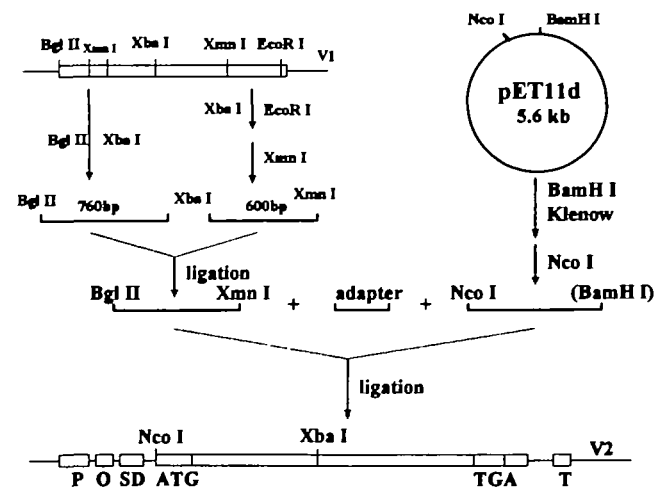 Bgl II Xmn I Xba I Xmn I EcoR I V1
Nco I BamH I
pET11d
5.6 kb
Xba I EcoR I
Bgl II Xba I
Xmn I
BamH I
Klenow
Bgl II 760bp Xba I 600bp Xmn I
Nco I
ligation
Bgl II Xmn I + adapter + Nco I (BamH I)
ligation
Nco I Xba I V2
P O SD ATG TGA T